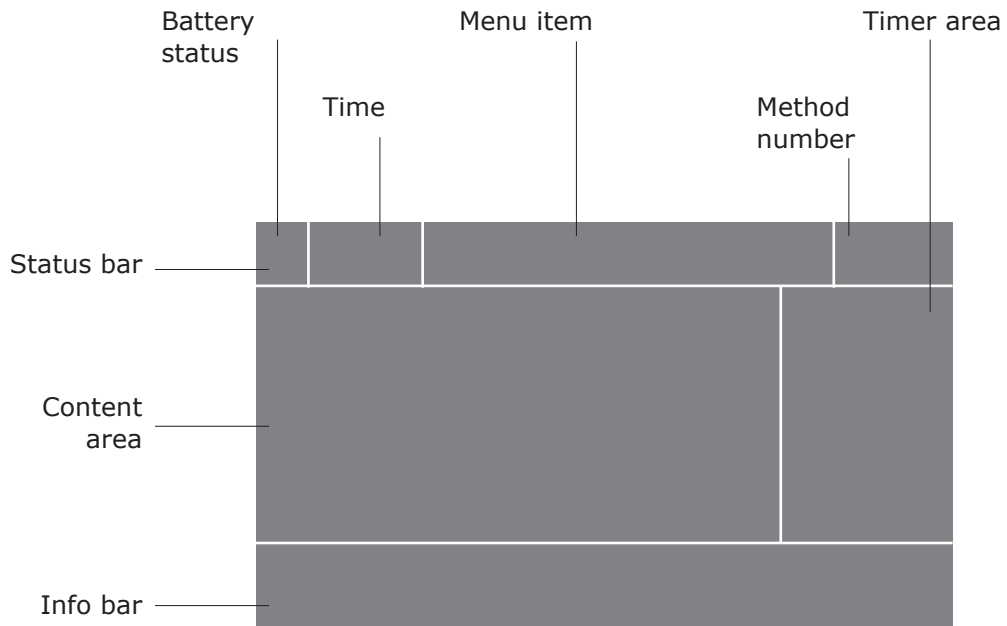 Battery
status
Menu item
Timer area
Time
Method
number
Status bar
Content
area
Info bar